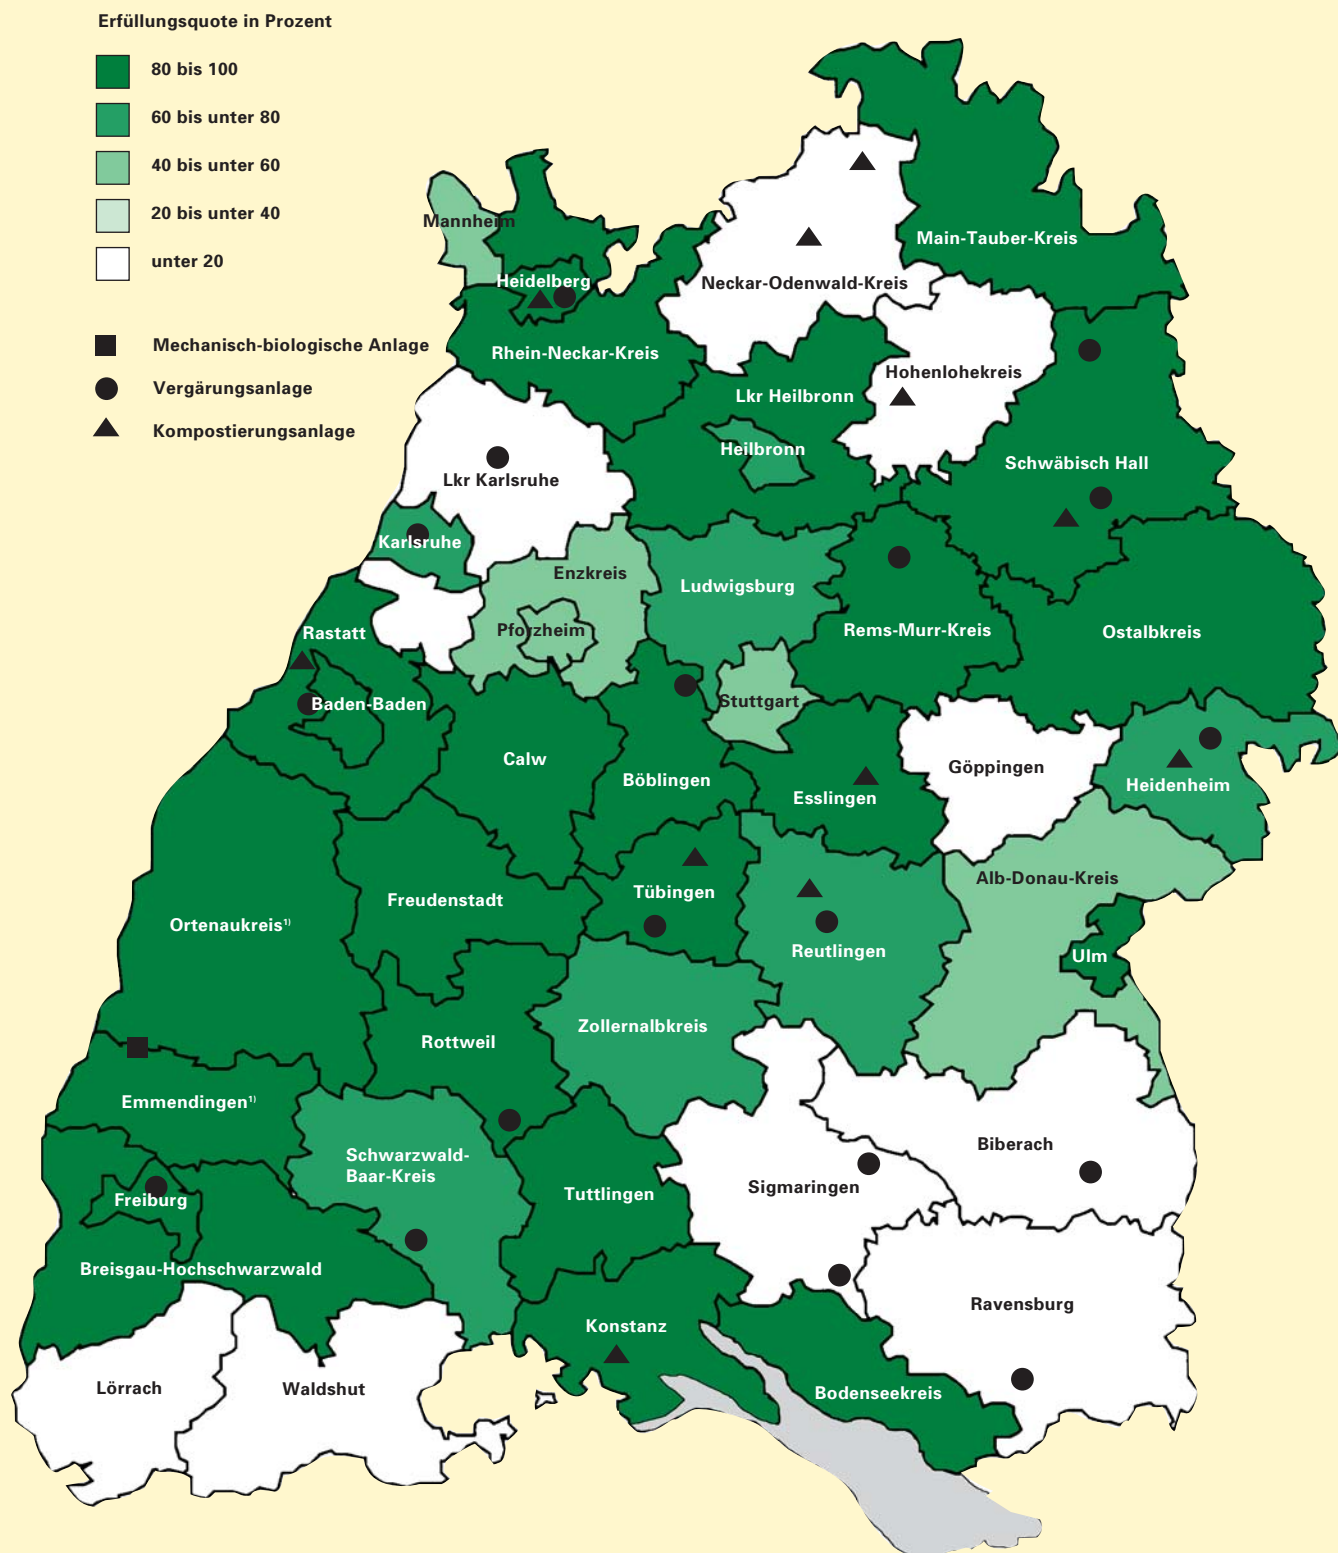 Erfüllungsquote in Prozent
80 bis 100
60 bis unter 80
40 bis unter 60
20 bis unter 40
unter 20
Mechanisch-biologische Anlage
Vergärungsanlage
Kompostierungsanlage
Mannheim
Main-Tauber-Kreis
Heidelberg
Neckar-Odenwald-Kreis
Rhein-Neckar-Kreis
Hohenlohekreis
Lkr Heilbronn
Heilbronn
Schwäbisch Hall
Lkr Karlsruhe
Karlsruhe
Enzkreis
Ludwigsburg
Pforzheim
Rems-Murr-Kreis
Ostalbkreis
Rastatt
Stuttgart
Baden-Baden
Calw
Göppingen
Böblingen
Heidenheim
Esslingen
Alb-Donau-Kreis
Tübingen
Freudenstadt
Ortenaukreis¹⁾
Reutlingen
Ulm
Zollernalbkreis
Rottweil
Emmendingen¹⁾
Biberach
Schwarzwald-
Baar-Kreis
Sigmaringen
Tuttlingen
Freiburg
Breisgau-Hochschwarzwald
Ravensburg
Konstanz
Lörrach
Waldshut
Bodenseekreis